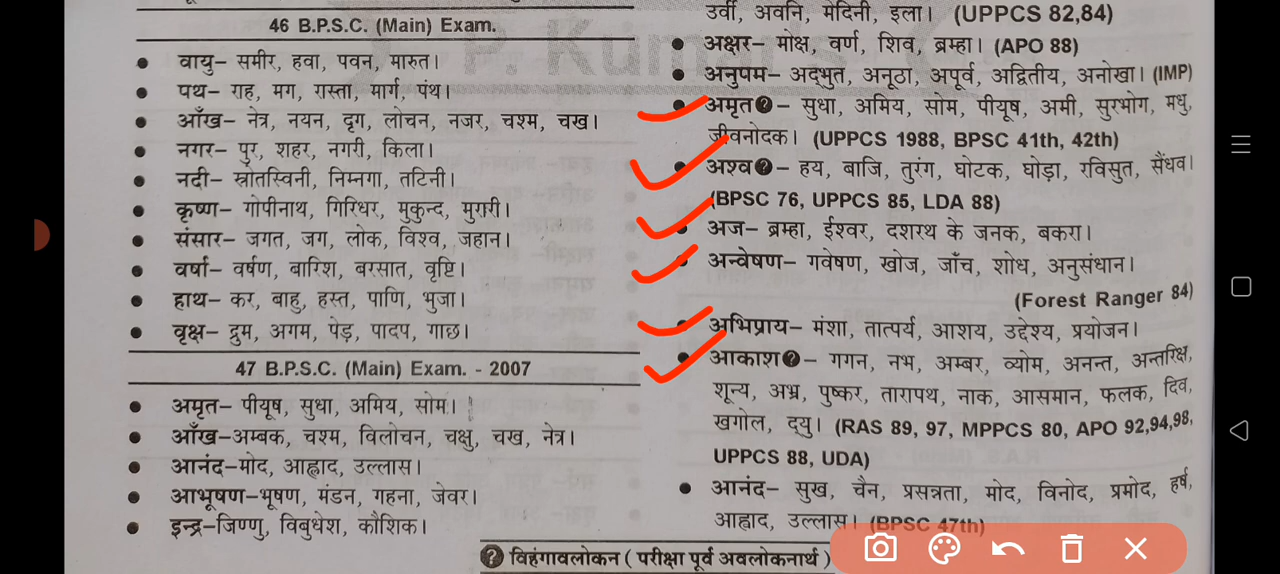 46 B.P.S.C. (Main) Exam.
वायु– समीर, हवा, पवन, मारुत।
पथ– राह, मग, रास्ता, मार्ग, पंथ।
आँख– नेत्र, नयन, दृग, लोचन, नजर, चश्म, चख।
नगर– पुर, शहर, नगरी, किला।
नदी– स्रोतस्विनी, निम्नगा, तटिनी।
कृष्ण– गोपीनाथ, गिरिधर, मुकुन्द, मुरारी।
संसार– जगत, जग, लोक, विश्व, जहान।
वर्षा– वर्षण, बारिश, बरसात, वृष्टि।
हाथ– कर, बाहु, हस्त, पाणि, भुजा।
वृक्ष– द्रुम, अगम, पेड़, पादप, गाछ।
47 B.P.S.C. (Main) Exam. - 2007
अमृत– पीयूष, सुधा, अमिय, सोम।
आँख–अम्बक, चश्म, विलोचन, चक्षु, चख, नेत्र।
आनंद–मोद, आह्लाद, उल्लास।
आभूषण–भूषण, मंडन, गहना, जेवर।
इन्द्र–जिष्णु, विबुधेश, कौशिक।
उर्वी, अवनि, मेदिनी, इला। (UPPCS 82,84)
अक्षर– मोक्ष, वर्ण, शिव, ब्रम्हा। (APO 88)
अनुपम– अद्भुत, अनूठा, अपूर्व, अद्वितीय, अनोखा। (IMP)
अमृत?– सुधा, अमिय, सोम, पीयूष, अमी, सुरभोग, मधु,
जीवनोदक। (UPPCS 1988, BPSC 41th, 42th)
अश्व?– हय, बाजि, तुरंग, घोटक, घोड़ा, रविसुत, सैंधव।
(BPSC 76, UPPCS 85, LDA 88)
अज– ब्रम्हा, ईश्वर, दशरथ के जनक, बकरा।
अन्वेषण– गवेषण, खोज, जाँच, शोध, अनुसंधान।
(Forest Ranger 84)
अभिप्राय– मंशा, तात्पर्य, आशय, उद्देश्य, प्रयोजन।
आकाश?– गगन, नभ, अम्बर, व्योम, अनन्त, अन्तरिक्ष,
शून्य, अभ्र, पुष्कर, तारापथ, नाक, आसमान, फलक, दिव,
खगोल, द्यु। (RAS 89, 97, MPPCS 80, APO 92,94,98,
UPPCS 88, UDA)
आनंद– सुख, चैन, प्रसन्नता, मोद, विनोद, प्रमोद, हर्ष,
आह्लाद, उल्लास। (BPSC 47th)
? विहंगावलोकन ( परीक्षा पूर्व अवलोकनार्थ )
P. Kumar's